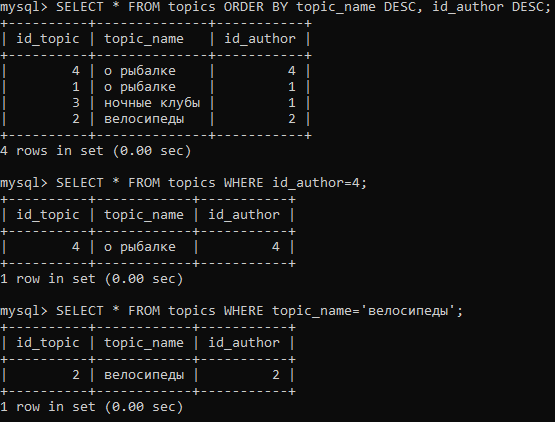 mysql> SELECT * FROM topics ORDER BY topic_name DESC, id_author DESC;
+----------+--------------+-----------+
| id_topic | topic_name   | id_author |
+----------+--------------+-----------+
|        4 | о рыбалке    |         4 |
|        1 | о рыбалке    |         1 |
|        3 | ночные клубы |         1 |
|        2 | велосипеды   |         2 |
+----------+--------------+-----------+
4 rows in set (0.00 sec)
mysql> SELECT * FROM topics WHERE id_author=4;
+----------+------------+-----------+
| id_topic | topic_name | id_author |
+----------+------------+-----------+
|        4 | о рыбалке  |         4 |
+----------+------------+-----------+
1 row in set (0.00 sec)
mysql> SELECT * FROM topics WHERE topic_name='велосипеды';
+----------+------------+-----------+
| id_topic | topic_name | id_author |
+----------+------------+-----------+
|        2 | велосипеды |         2 |
+----------+------------+-----------+
1 row in set (0.00 sec)